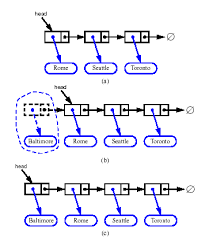 head
Rome Seattle Toronto
(a)
head
Baltimore Rome Seattle Toronto
(b)
head
Baltimore Rome Seattle Toronto
(c)